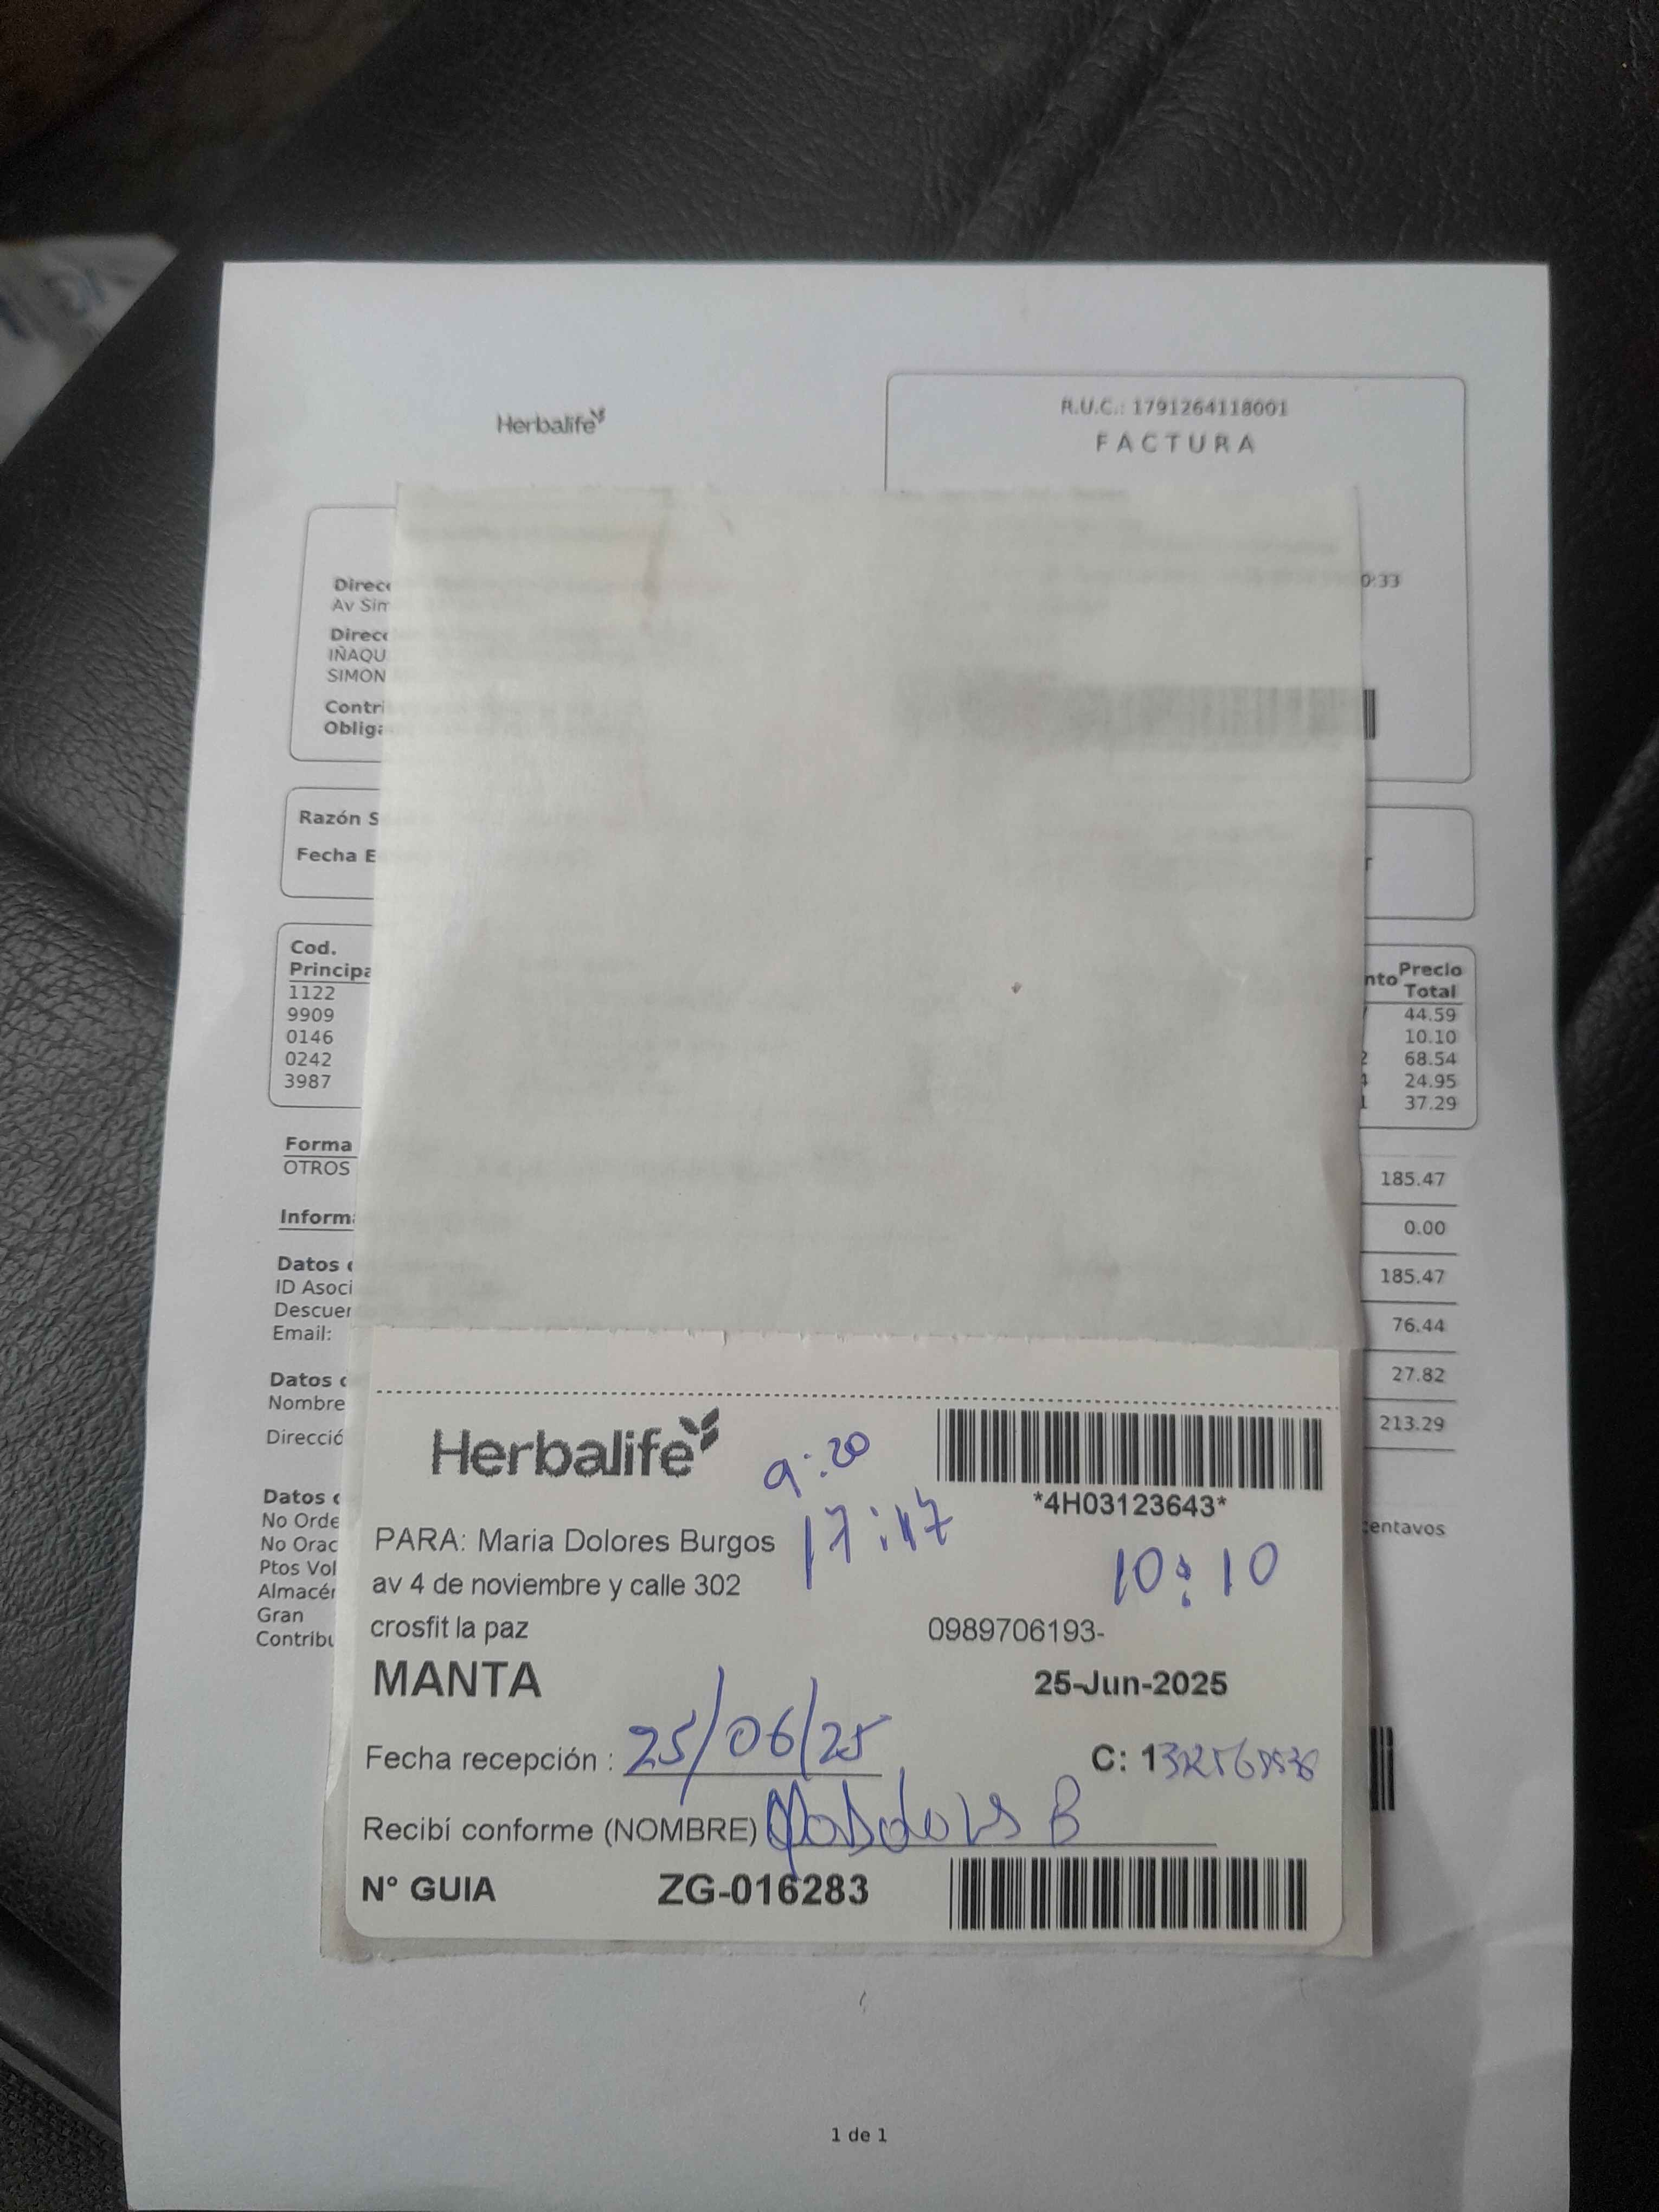 Herbalife
R.U.C.: 1791264118001
FACTURA
0:33
Direcc
Av Sim
Direcc
IÑAQU
SIMON
Contri
Obliga
Razón S
Fecha E
Cod.
Principa
nto Precio
Total
1122
9909 44.59
0146 10.10
0242 68.54
3987 24.95
37.29
Forma
OTROS
185.47
Informa
0.00
Datos
ID Asoci
185.47
Descuer
Email:
76.44
Datos
27.82
Nombre
Direcció
213.29
Datos
No Orde
No Orac
Ptos Vol
Almacén
Gran
Contribu
centavos
Herbalife
9:20
*4H03123643*
PARA: Maria Dolores Burgos
17:47
av 4 de noviembre y calle 302
10:10
crosfit la paz
0989706193-
MANTA
25-Jun-2025
Fecha recepción : 25/06/25
C: 1
Recibí conforme (NOMBRE)
N° GUIA ZG-016283
1 de 1